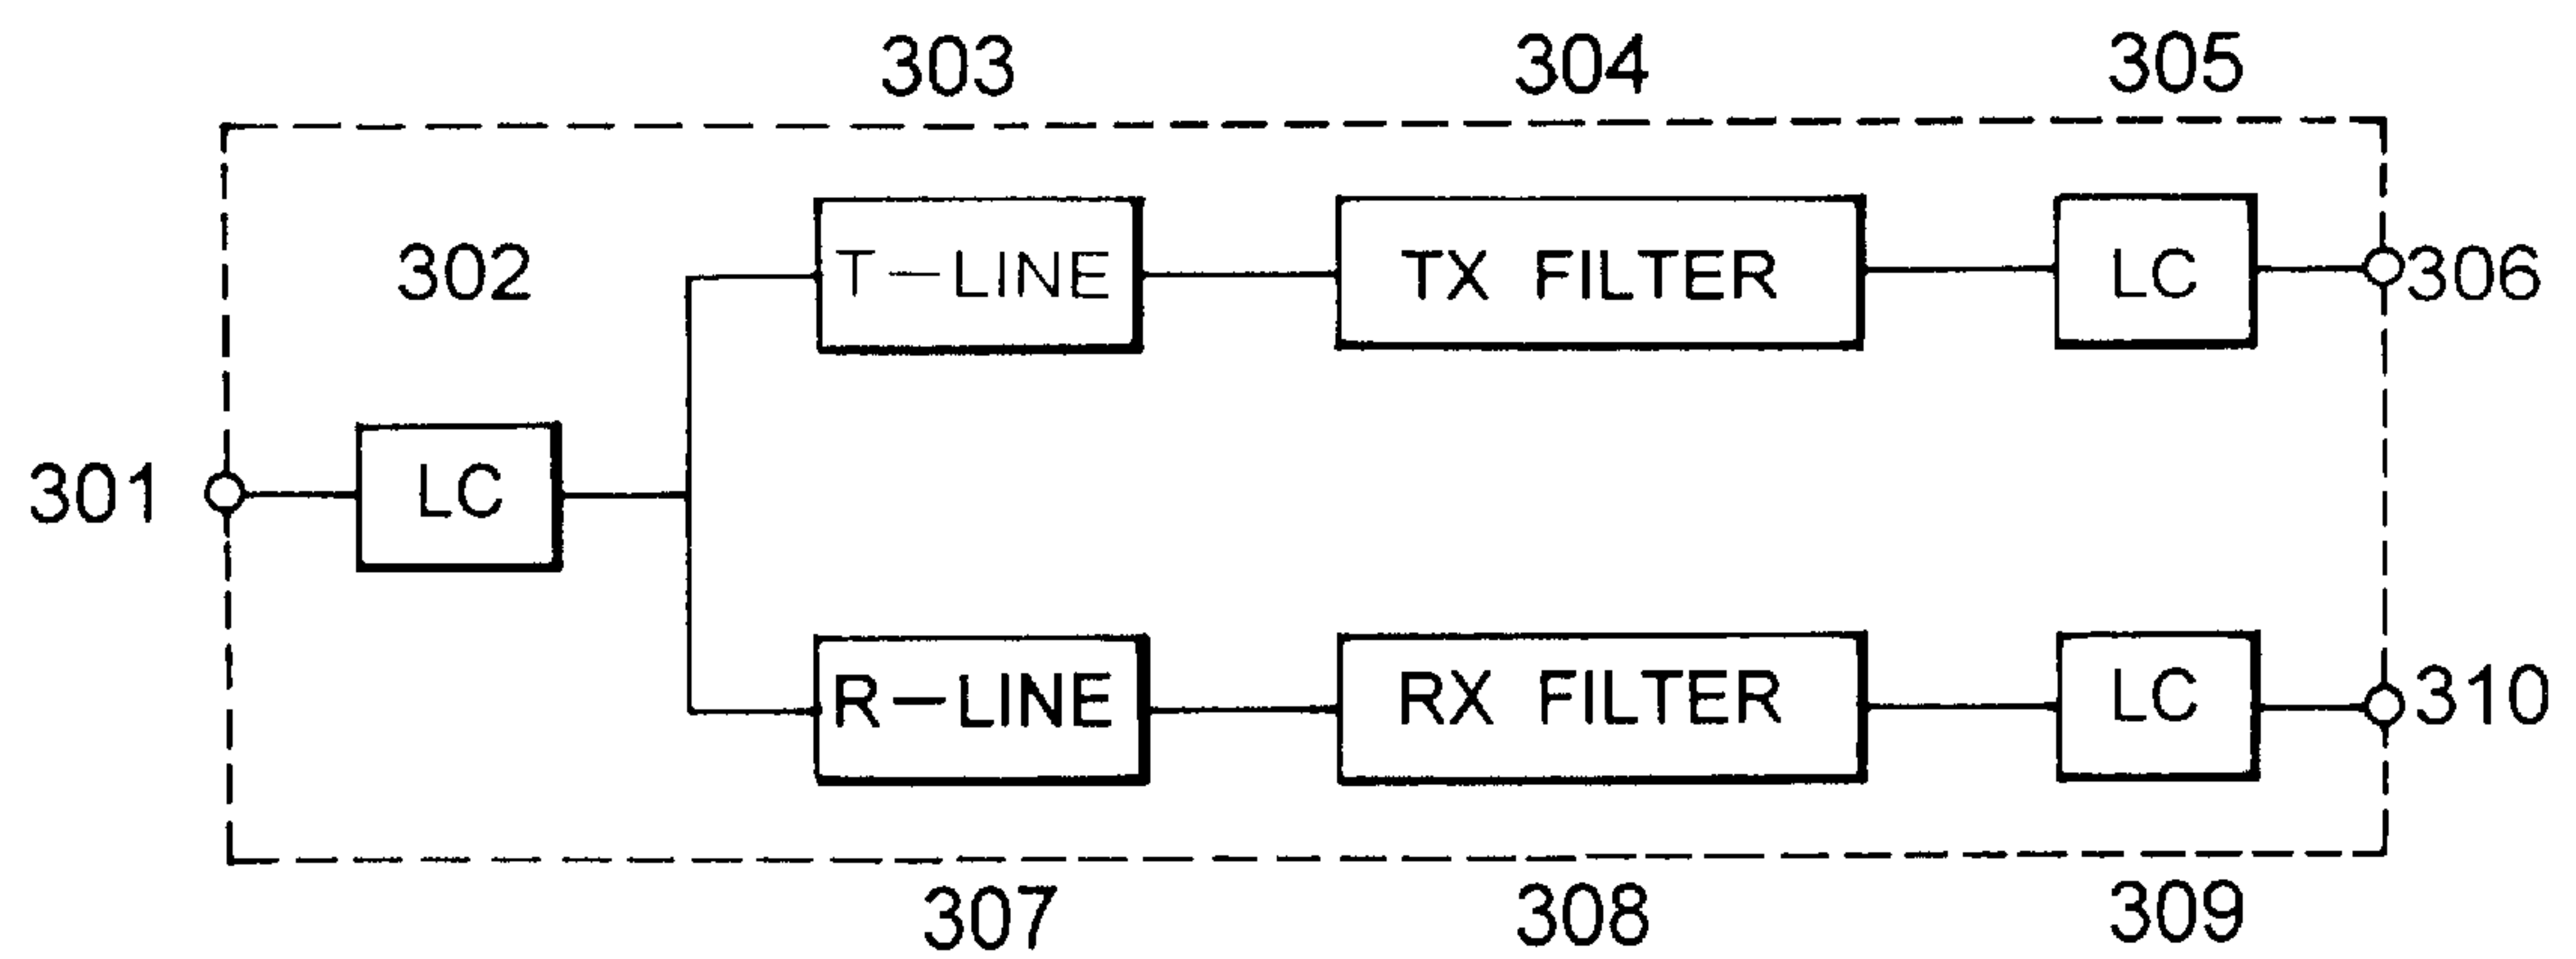 303 304 305
302
T-LINE TX FILTER LC 306
301 LC
R-LINE RX FILTER LC 310
307 308 309